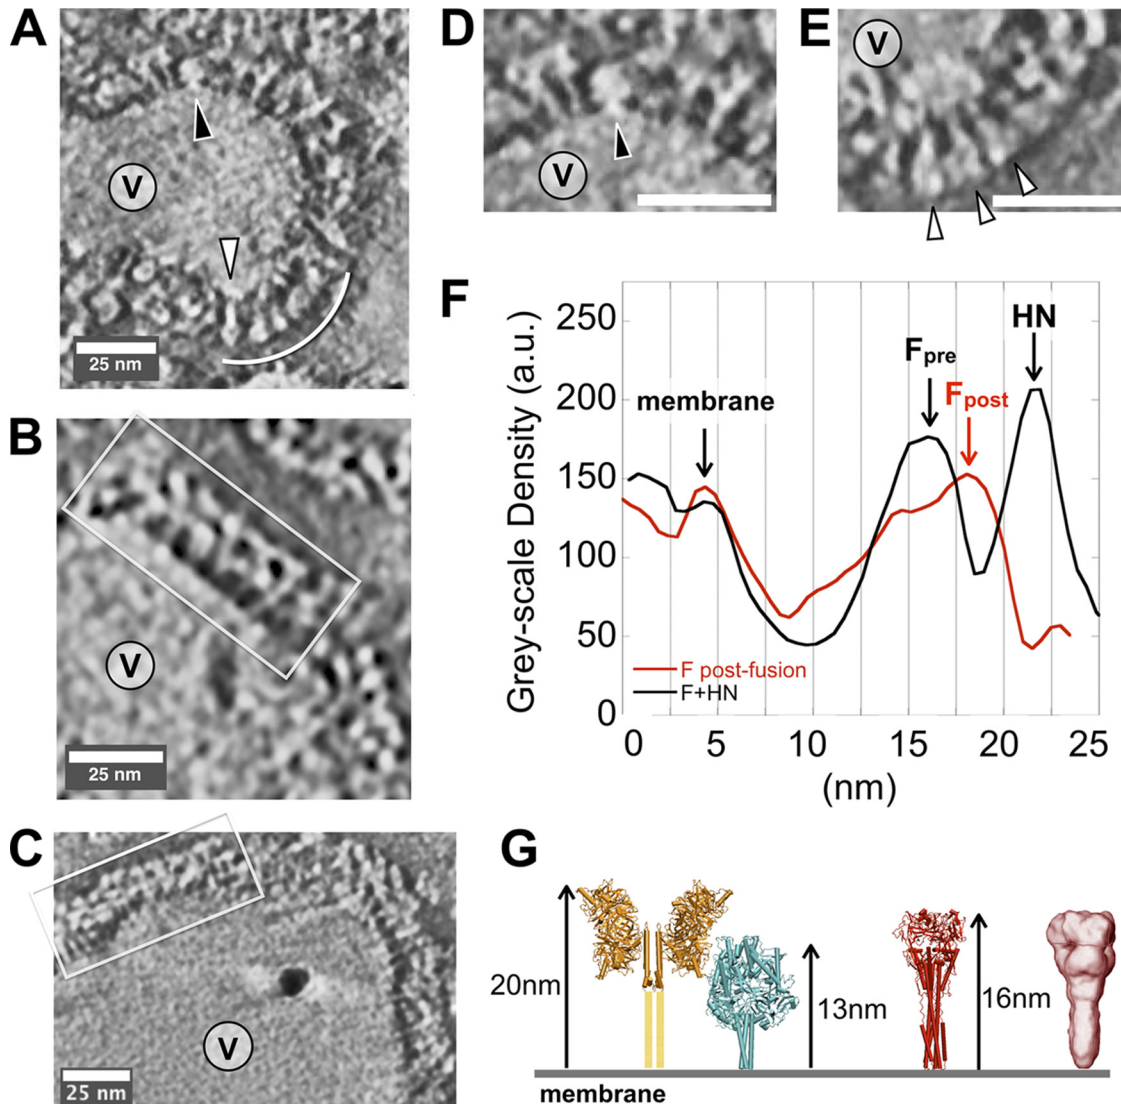 A
V
25 nm
D
V
E
V
B
V
25 nm
C
V
25 nm
F
Grey-scale Density (a.u.)
250
200
150
100
50
0
membrane
Fpre
Fpost
HN
F post-fusion
F+HN
0 5 10 15 20 25
(nm)
G
20nm
13nm
16nm
membrane